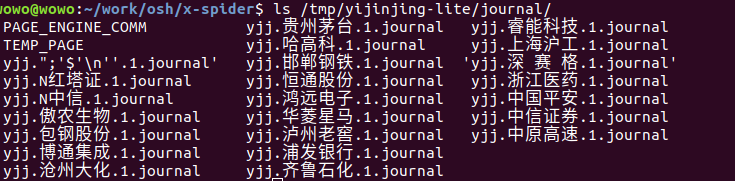 wowo@wowo:~/work/osh/x-spider$ ls /tmp/yijinjing-lite/journal/
PAGE_ENGINE_COMM yjj.贵州茅台.1.journal yjj.睿能科技.1.journal
TEMP_PAGE yjj.哈高科.1.journal yjj.上海沪工.1.journal
yjj.";'$'\n''.1.journal' yjj.邯郸钢铁.1.journal 'yjj.深 赛 格.1.journal'
yjj.N红塔证.1.journal yjj.恒通股份.1.journal yjj.浙江医药.1.journal
yjj.N中信.1.journal yjj.鸿远电子.1.journal yjj.中国平安.1.journal
yjj.傲农生物.1.journal yjj.华菱星马.1.journal yjj.中信证券.1.journal
yjj.包钢股份.1.journal yjj.泸州老窖.1.journal yjj.中原高速.1.journal
yjj.博通集成.1.journal yjj.浦发银行.1.journal
yjj.沧州大化.1.journal yjj.齐鲁石化.1.journal